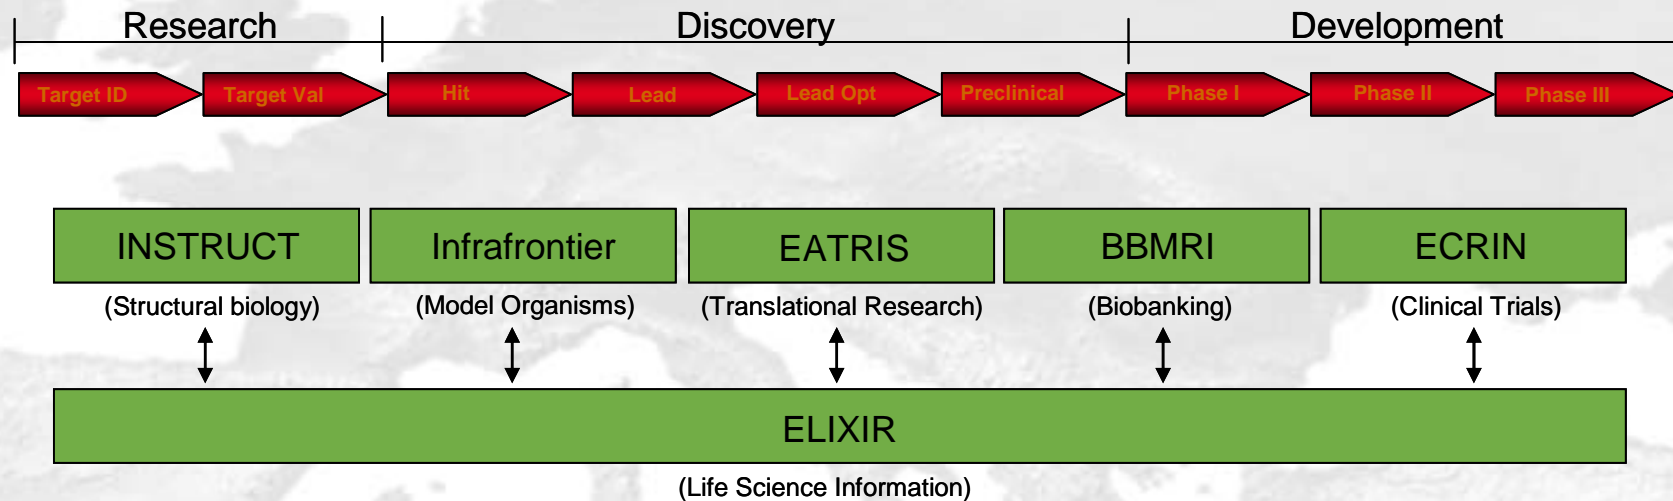 Research Discovery Development
Target ID Target Val Hit Lead Lead Opt Preclinical Phase I Phase II Phase III
INSTRUCT Infrafrontier EATRIS BBMRI ECRIN
(Structural biology) (Model Organisms) (Translational Research) (Biobanking) (Clinical Trials)
ELIXIR
(Life Science Information)